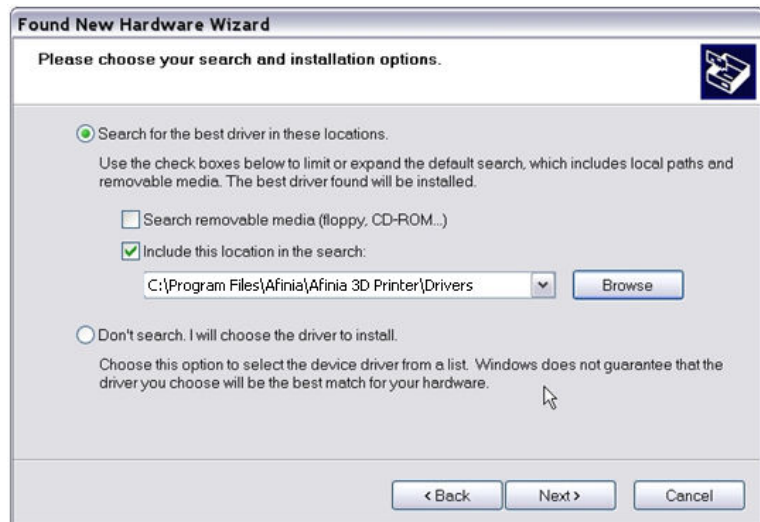 Found New Hardware Wizard
Please choose your search and installation options.
Search for the best driver in these locations.
Use the check boxes below to limit or expand the default search, which includes local paths and
removable media. The best driver found will be installed.
Search removable media (floppy, CD-ROM...)
Include this location in the search:
C:\Program Files\Afinia\Afinia 3D Printer\Drivers
Browse
Don't search. I will choose the driver to install.
Choose this option to select the device driver from a list. Windows does not guarantee that the
driver you choose will be the best match for your hardware.
< Back
Next >
Cancel